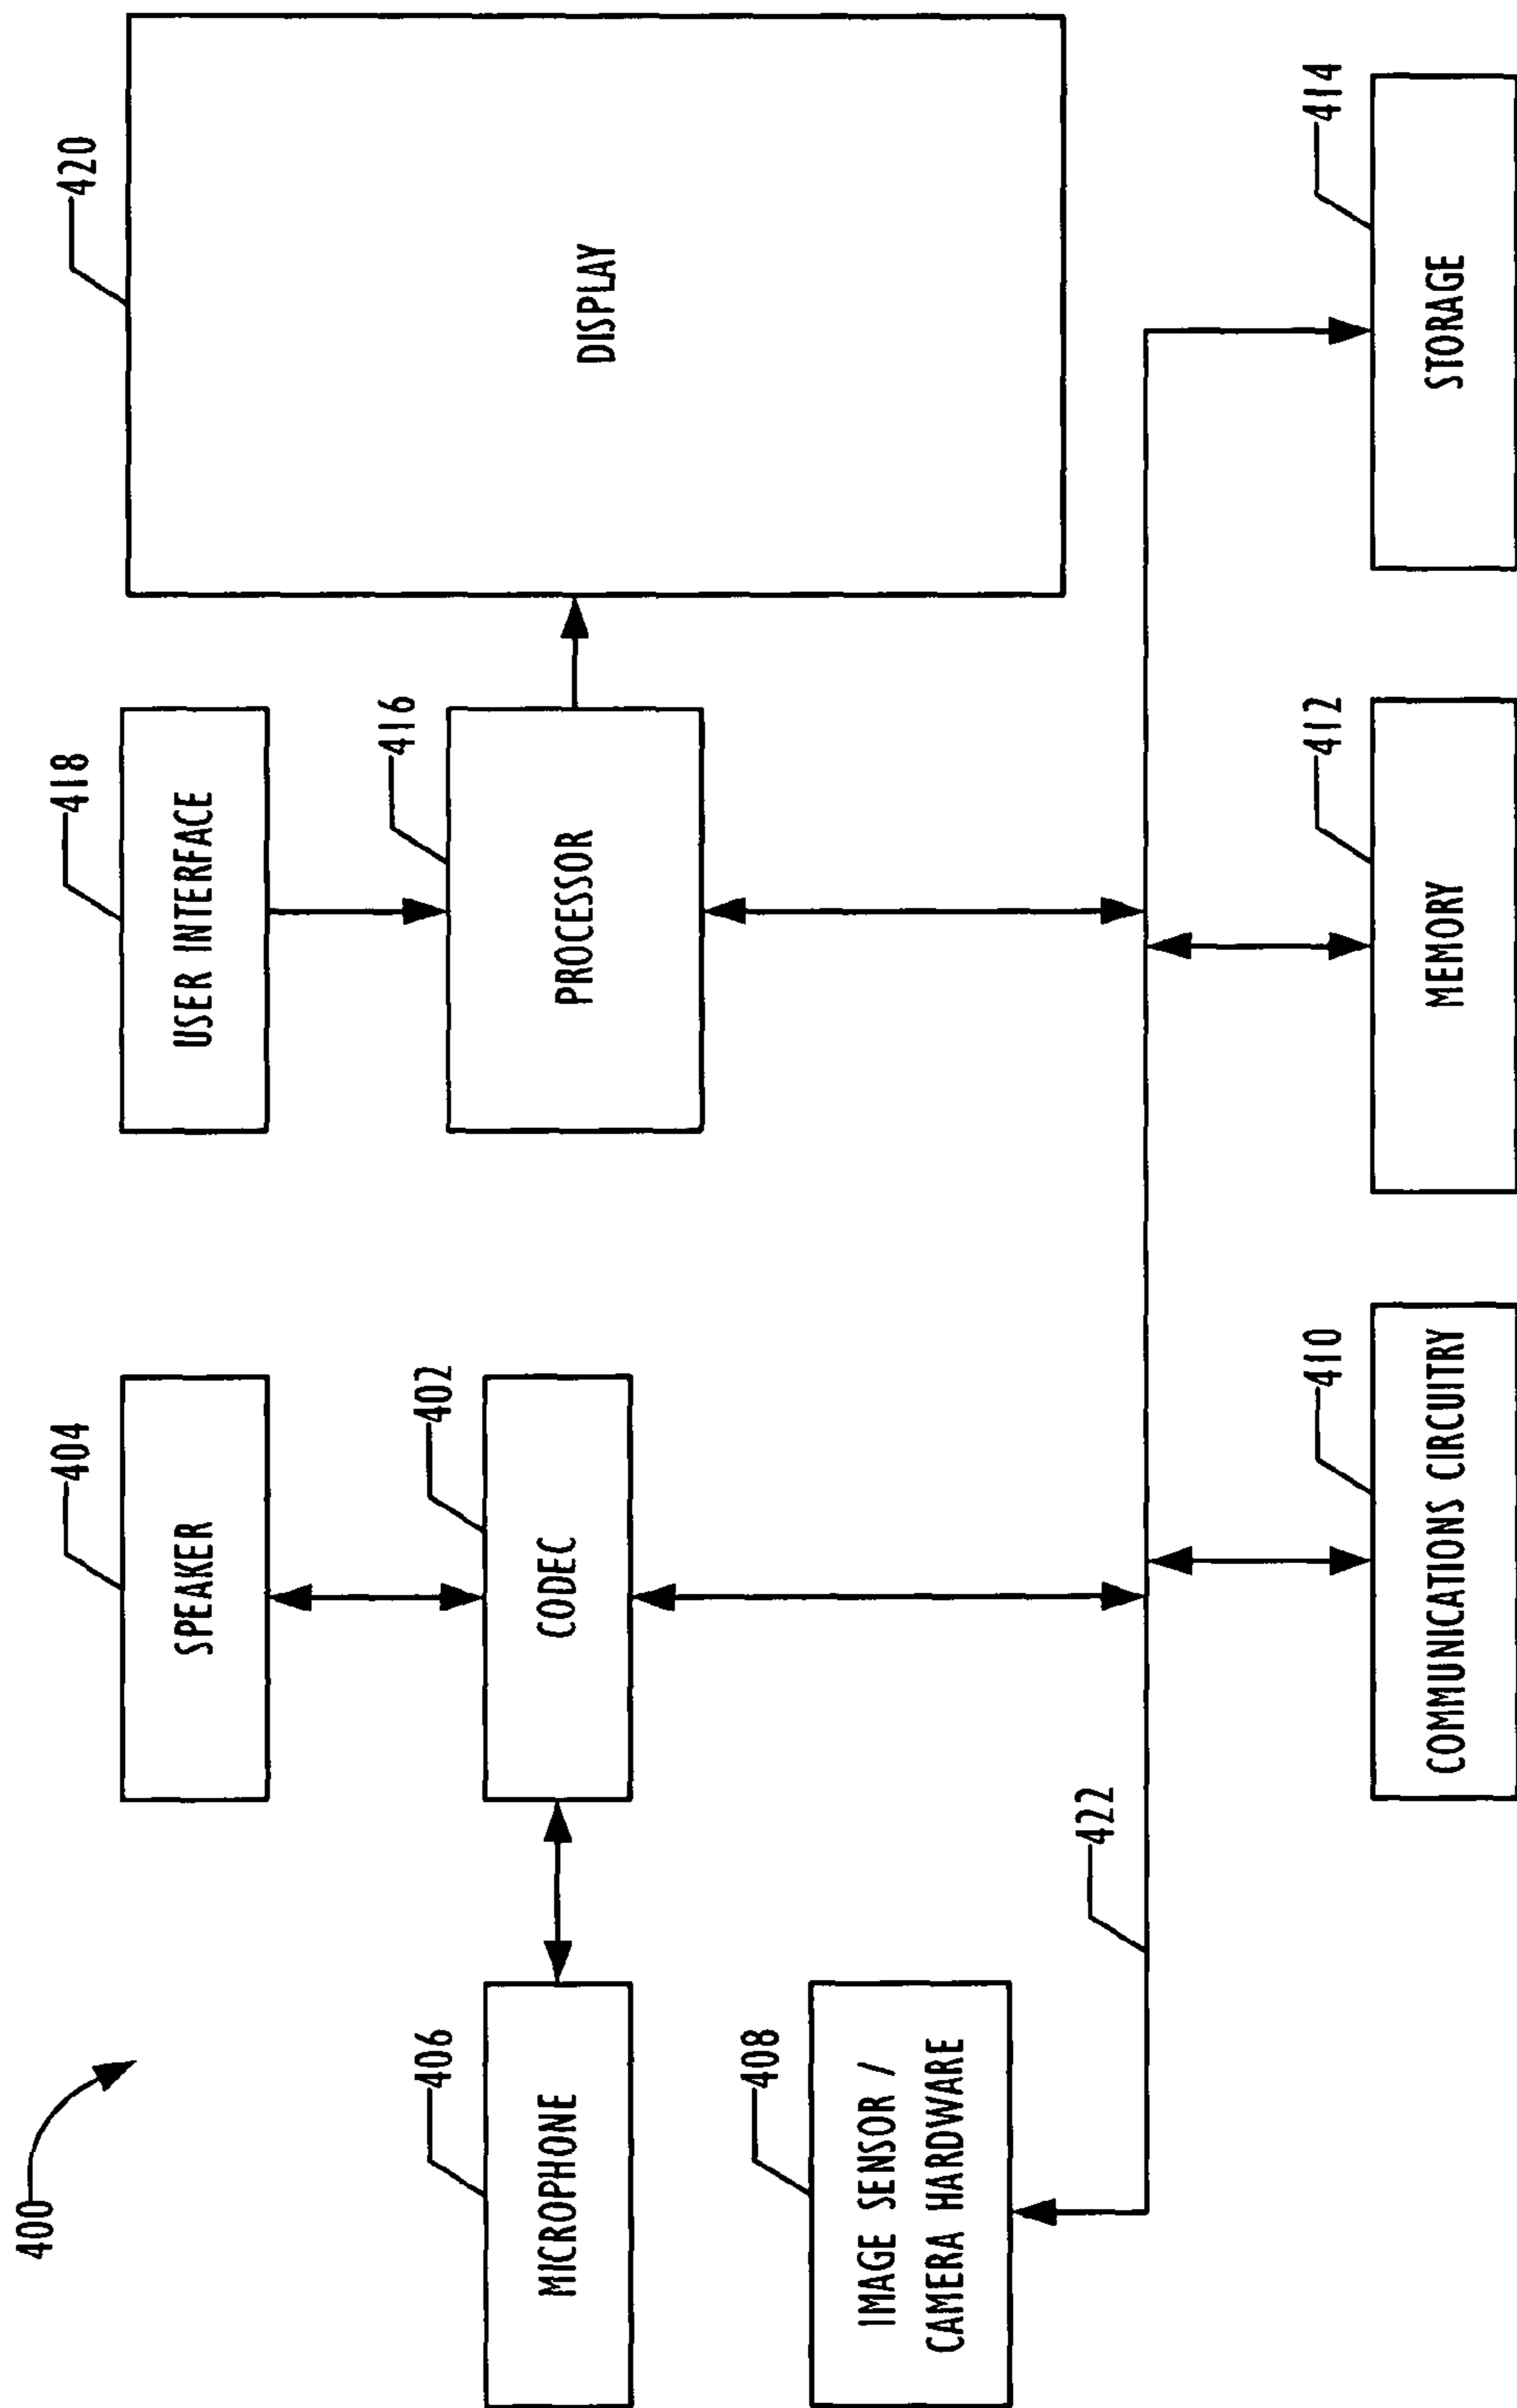 400
404
SPEAKER
418
USER INTERFACE
420
DISPLAY
406
MICROPHONE
402
CODEC
416
PROCESSOR
408
IMAGE SENSOR /
CAMERA HARDWARE
422
410
COMMUNICATIONS CIRCUITRY
412
MEMORY
414
STORAGE